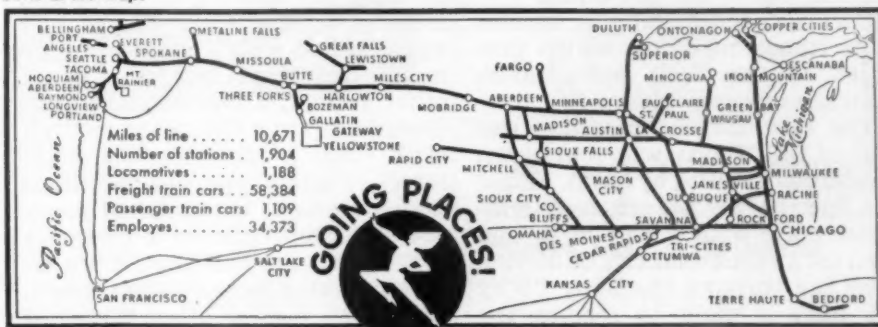 BELLINGHAM
PORT ANGELES
EVERETT
SEATTLE
SPOKANE
TACOMA
MT. RAINIER
HOQUIAM
ABERDEEN
RAYMOND
LONGVIEW
PORTLAND
METALINE FALLS
MISSOULA
BUTTE
THREE FORKS
BOZEMAN
GALLATIN GATEWAY
YELLOWSTONE
GREAT FALLS
LEWISTOWN
HARLOWTON
MILES CITY
MOBRIDGE
FARGO
ABERDEEN
MINNEAPOLIS
ST. PAUL
MADISON
AUSTIN
LA CROSSE
RAPID CITY
MITCHELL
SIOUX FALLS
MASON CITY
SIOUX CITY
CO. BLUFFS
OMAHA
DES MOINES
CEDAR RAPIDS
OTTUMWA
TRI-CITIES
SAVANNA
DUBUQUE
JANESVILLE
MADISON
ROCKFORD
RACINE
MILWAUKEE
CHICAGO
DULUTH
SUPERIOR
ONTONAGON
COPPER CITIES
MINOCQUA
IRON MOUNTAIN
ESCANABA
EAU CLAIRE
GREEN BAY
WAUSAU
Lake Michigan
KANSAS CITY
TERRE HAUTE
BEDFORD
Pacific Ocean
SALT LAKE CITY
SAN FRANCISCO
Miles of line . . . . . . . 10,671
Number of stations . 1,904
Locomotives . . . . . . . 1,188
Freight train cars . . 58,384
Passenger train cars 1,109
Employes . . . . . . . . . 34,373
GOING PLACES!